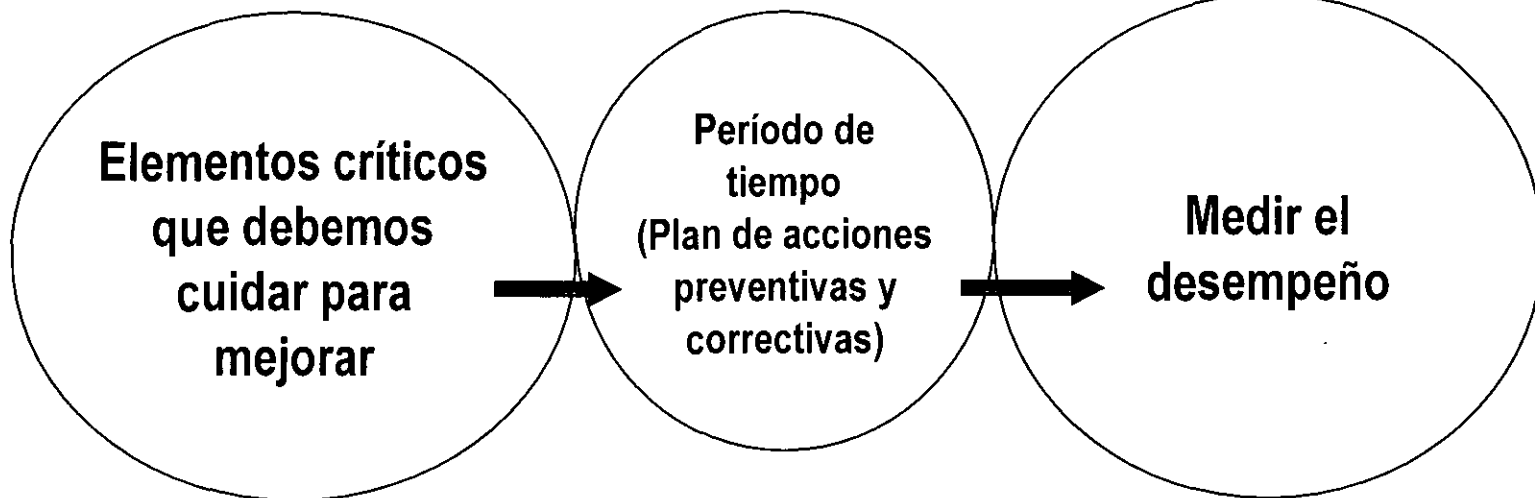 Elementos críticos
que debemos
cuidar para
mejorar
Período de
tiempo
(Plan de acciones
preventivas y
correctivas)
Medir el
desempeño